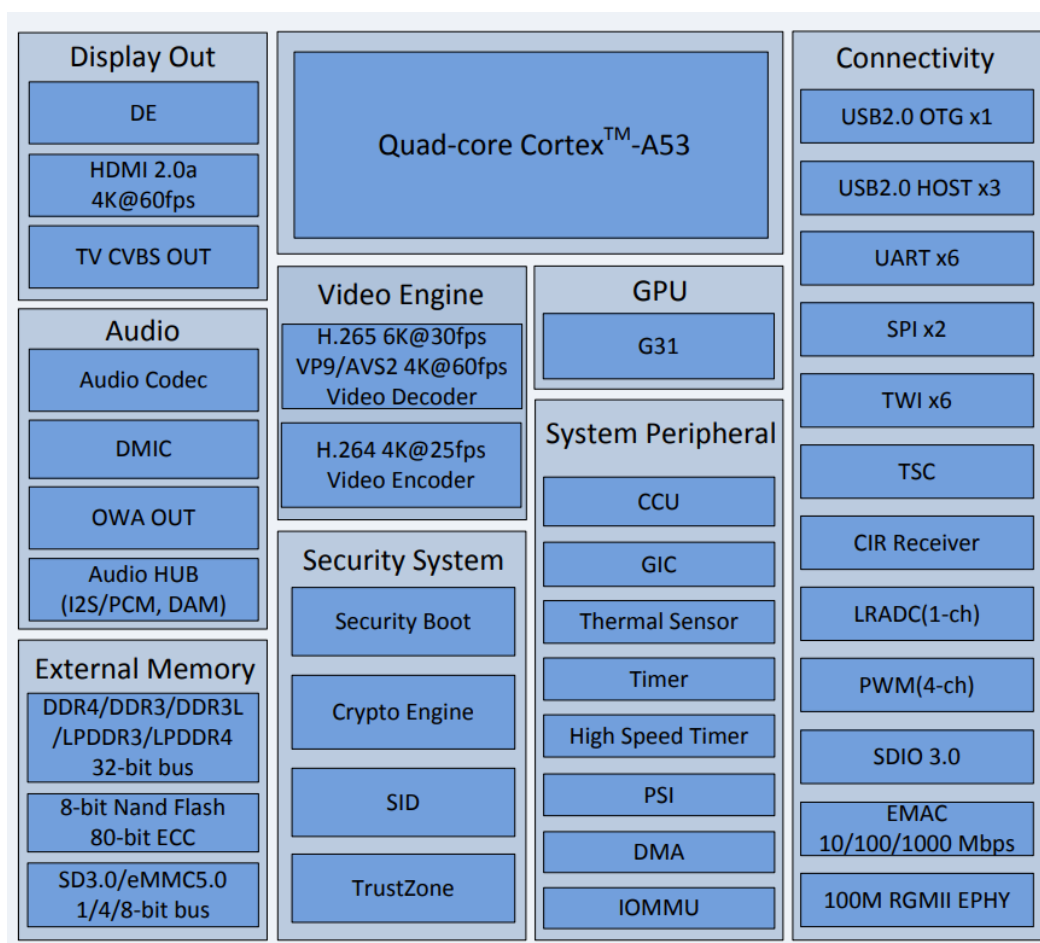 Display Out
DE
HDMI 2.0a
4K@60fps
TV CVBS OUT
Audio
Audio Codec
DMIC
OWA OUT
Audio HUB
(I2S/PCM, DAM)
External Memory
DDR4/DDR3/DDR3L
/LPDDR3/LPDDR4
32-bit bus
8-bit Nand Flash
80-bit ECC
SD3.0/eMMC5.0
1/4/8-bit bus
Quad-core Cortex™-A53
Video Engine
H.265 6K@30fps
VP9/AVS2 4K@60fps
Video Decoder
H.264 4K@25fps
Video Encoder
Security System
Security Boot
Crypto Engine
SID
TrustZone
GPU
G31
System Peripheral
CCU
GIC
Thermal Sensor
Timer
High Speed Timer
PSI
DMA
IOMMU
Connectivity
USB2.0 OTG x1
USB2.0 HOST x3
UART x6
SPI x2
TWI x6
TSC
CIR Receiver
LRADC(1-ch)
PWM(4-ch)
SDIO 3.0
EMAC
10/100/1000 Mbps
100M RGMII EPHY